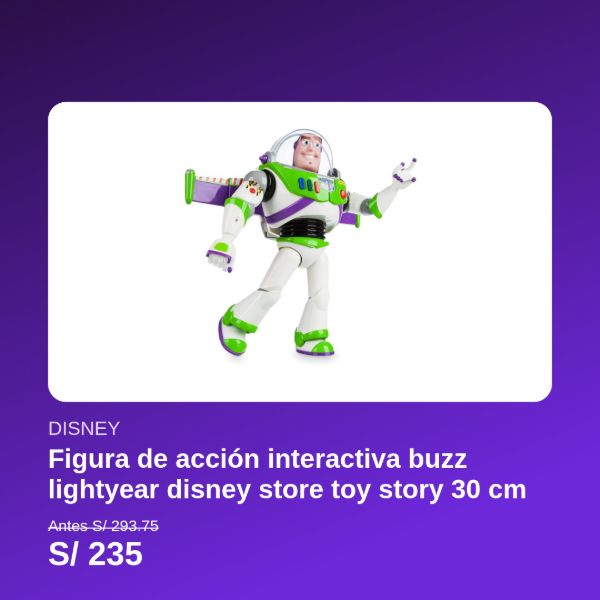 DISNEY
Figura de acción interactiva buzz
lightyear disney store toy story 30 cm
Antes S/ 293.75
S/ 235